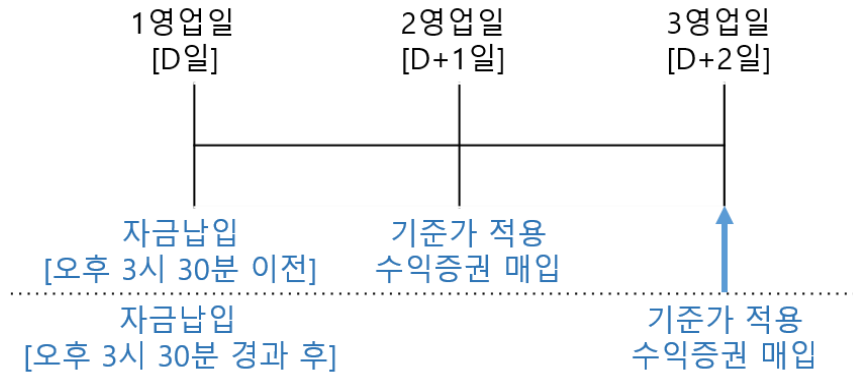 1영업일
[D일]
2영업일
[D+1일]
3영업일
[D+2일]
자금납입
[오후 3시 30분 이전]
기준가 적용
수익증권 매입
자금납입
[오후 3시 30분 경과 후]
기준가 적용
수익증권 매입